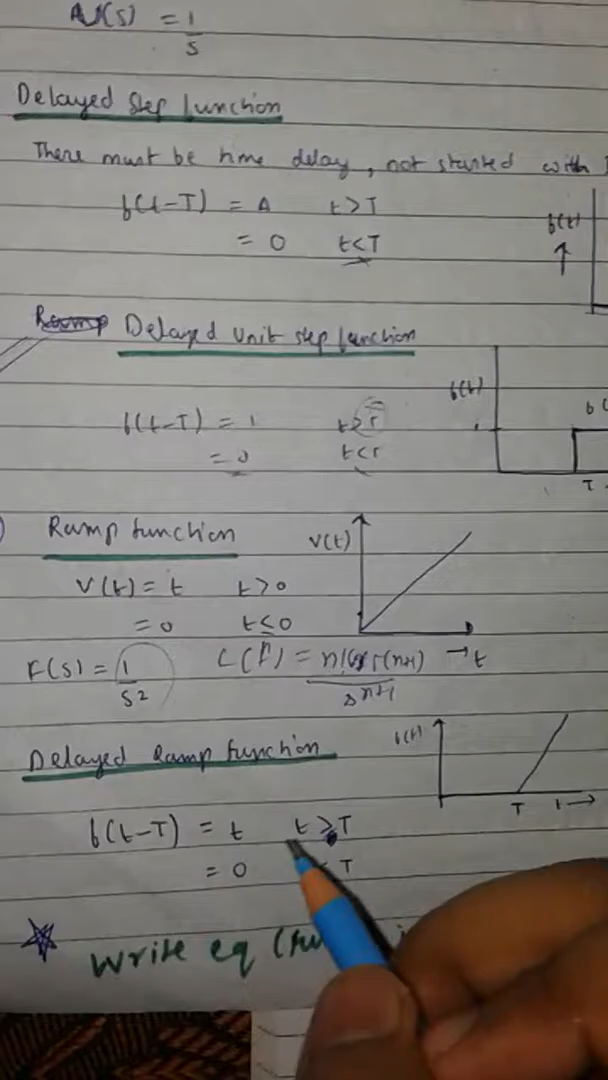 AU(s) = 1/s
Delayed Step function
There must be time delay, not started with
f(t-T) = A t>T
= 0 t<T
f(t)
Delayed Unit step function
f(t)
f(t-T) = 1 t≥T
= 0 t<T
T
Ramp function
V(t)
V(t) = t t>0
= 0 t≤0
F(s) = 1/s2
→t
Delayed Ramp function
f(t)
T t→
f(t-T) = t t≥T
= 0 T
Write eq